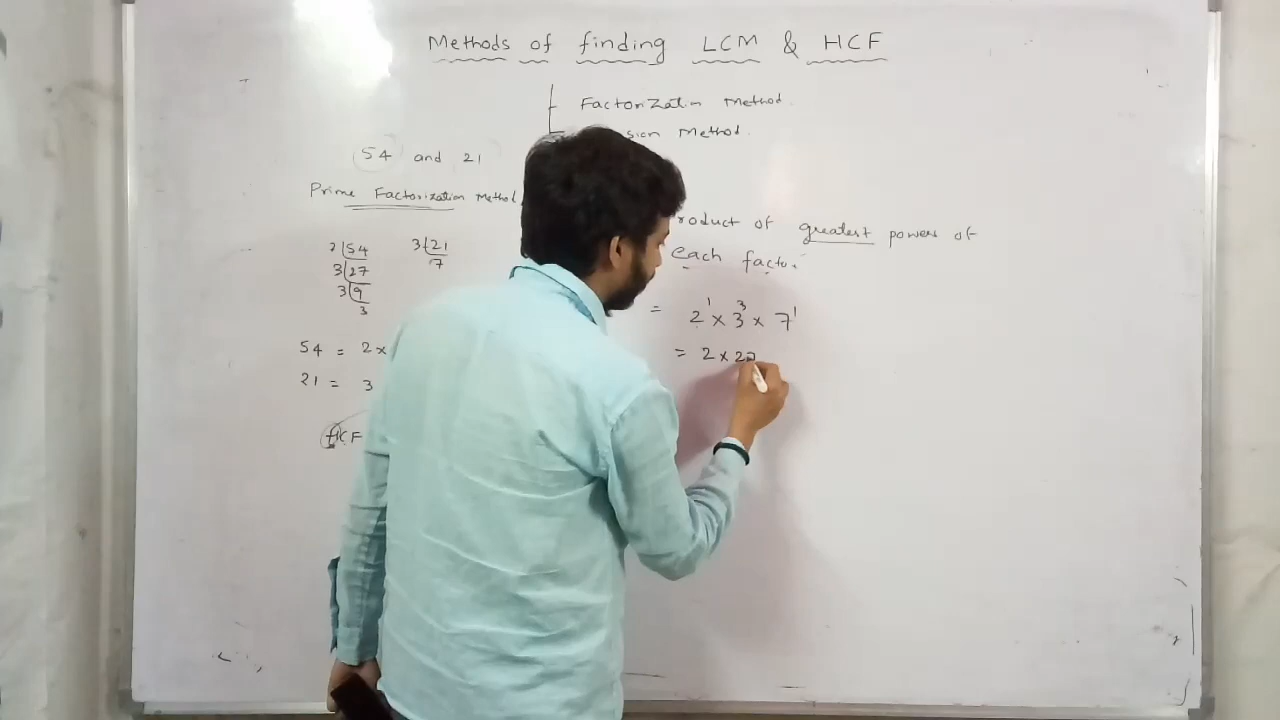 Methods of finding LCM & HCF
Factorization Method.
Method.
54 and 21
Prime Factorization Method
2 | 54
3 | 27
3 | 9
3
3 | 21
7
54 = 2 x
21 = 3
HCF
roduct of greatest powers of
each factor.
= 2¹ x 3³ x 7¹
= 2 x 27